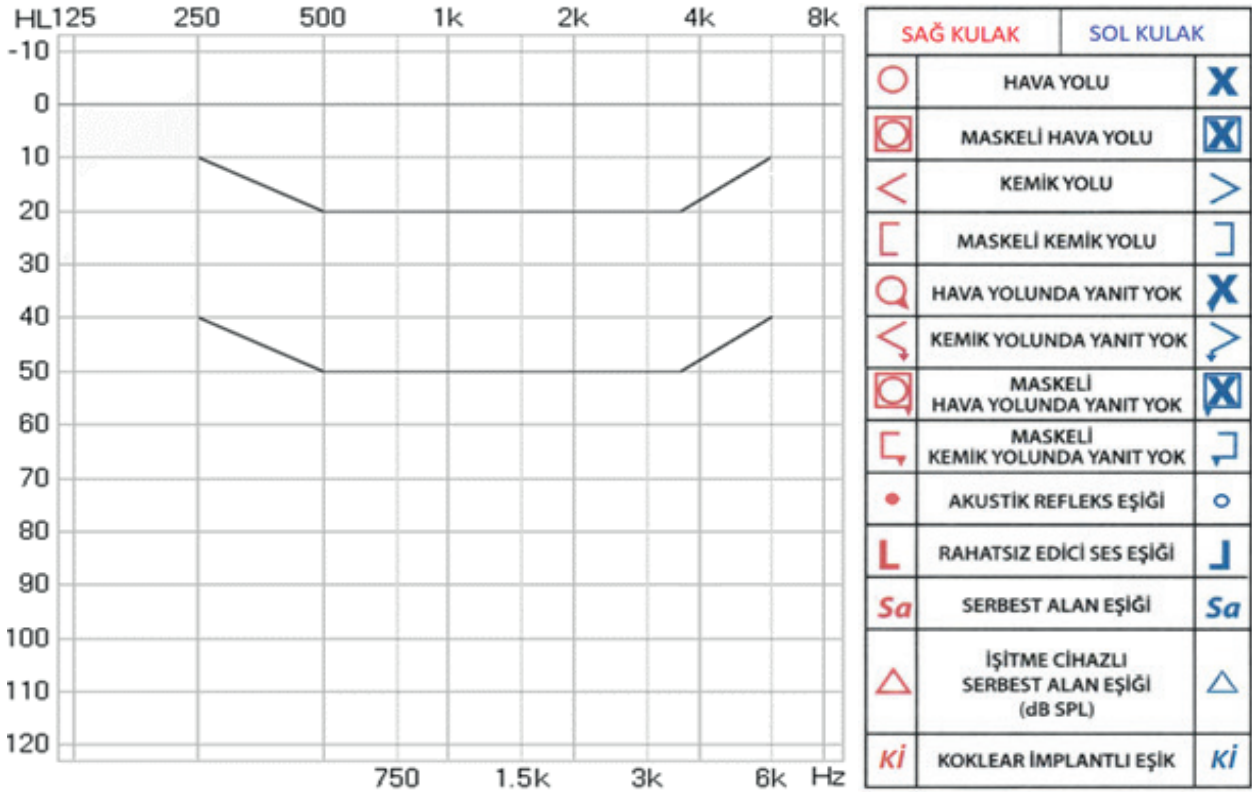 HL 125 250 500 1k 2k 4k 8k
-10
0
10
20
30
40
50
60
70
80
90
100
110
120
750 1.5k 3k 6k Hz
SAĞ KULAK SOL KULAK
HAVA YOLU
MASKELİ HAVA YOLU
KEMİK YOLU
MASKELİ KEMİK YOLU
HAVA YOLUNDA YANIT YOK
KEMİK YOLUNDA YANIT YOK
MASKELİ
HAVA YOLUNDA YANIT YOK
MASKELİ
KEMİK YOLUNDA YANIT YOK
AKUSTİK REFLEKS EŞİĞİ
L RAHATSIZ EDİCİ SES EŞİĞİ
Sa SERBEST ALAN EŞİĞİ Sa
İŞİTME CİHAZLI
SERBEST ALAN EŞİĞİ
(dB SPL)
Kİ KOKLEAR İMPLANTLI EŞİK Kİ